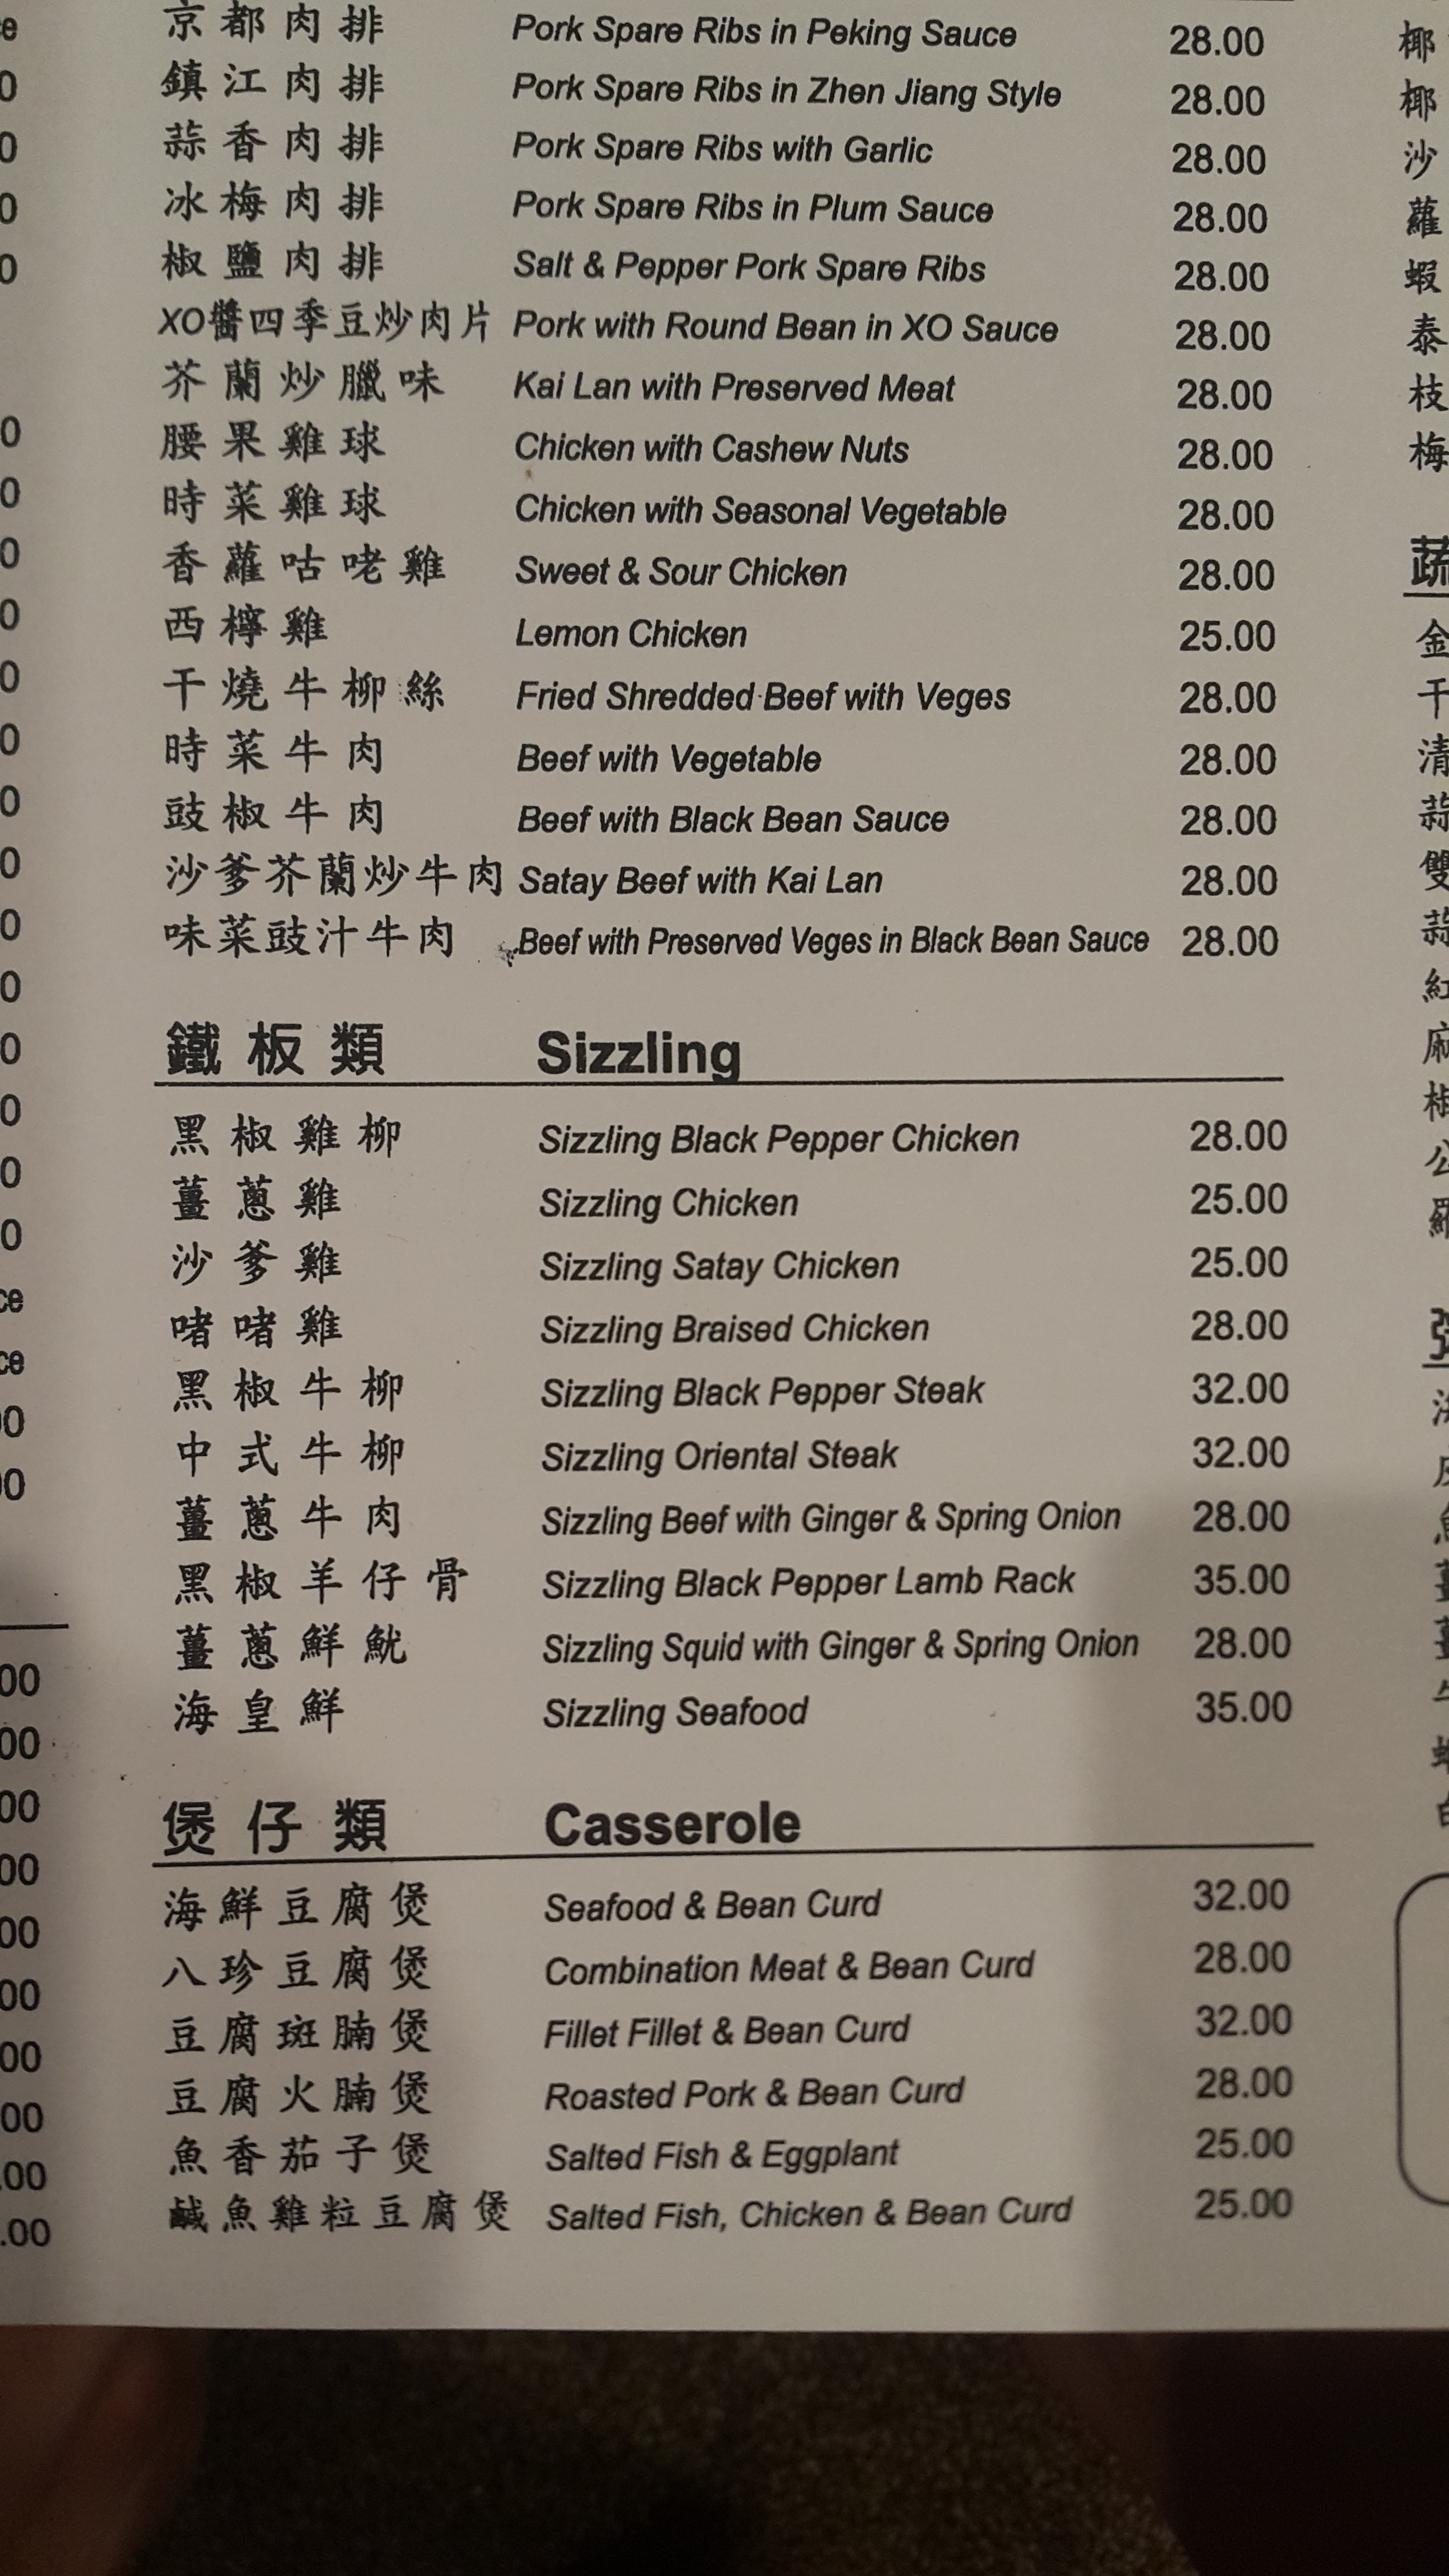 京都肉排 Pork Spare Ribs in Peking Sauce 28.00
鎮江肉排 Pork Spare Ribs in Zhen Jiang Style 28.00
蒜香肉排 Pork Spare Ribs with Garlic 28.00
冰梅肉排 Pork Spare Ribs in Plum Sauce 28.00
椒鹽肉排 Salt & Pepper Pork Spare Ribs 28.00
XO醬四季豆炒肉片 Pork with Round Bean in XO Sauce 28.00
芥蘭炒臘味 Kai Lan with Preserved Meat 28.00
腰果雞球 Chicken with Cashew Nuts 28.00
時菜雞球 Chicken with Seasonal Vegetable 28.00
香蘿咕咾雞 Sweet & Sour Chicken 28.00
西檸雞 Lemon Chicken 25.00
干燒牛柳絲 Fried Shredded Beef with Veges 28.00
時菜牛肉 Beef with Vegetable 28.00
豉椒牛肉 Beef with Black Bean Sauce 28.00
沙爹芥蘭炒牛肉 Satay Beef with Kai Lan 28.00
味菜豉汁牛肉 Beef with Preserved Veges in Black Bean Sauce 28.00
鐵板類 Sizzling
黑椒雞柳 Sizzling Black Pepper Chicken 28.00
薑蔥雞 Sizzling Chicken 25.00
沙爹雞 Sizzling Satay Chicken 25.00
啫啫雞 Sizzling Braised Chicken 28.00
黑椒牛柳 Sizzling Black Pepper Steak 32.00
中式牛柳 Sizzling Oriental Steak 32.00
薑蔥牛肉 Sizzling Beef with Ginger & Spring Onion 28.00
黑椒羊仔骨 Sizzling Black Pepper Lamb Rack 35.00
薑蔥鮮魷 Sizzling Squid with Ginger & Spring Onion 28.00
海皇鮮 Sizzling Seafood 35.00
煲仔類 Casserole
海鮮豆腐煲 Seafood & Bean Curd 32.00
八珍豆腐煲 Combination Meat & Bean Curd 28.00
豆腐斑腩煲 Fillet Fillet & Bean Curd 32.00
豆腐火腩煲 Roasted Pork & Bean Curd 28.00
魚香茄子煲 Salted Fish & Eggplant 25.00
鹹魚雞粒豆腐煲 Salted Fish, Chicken & Bean Curd 25.00